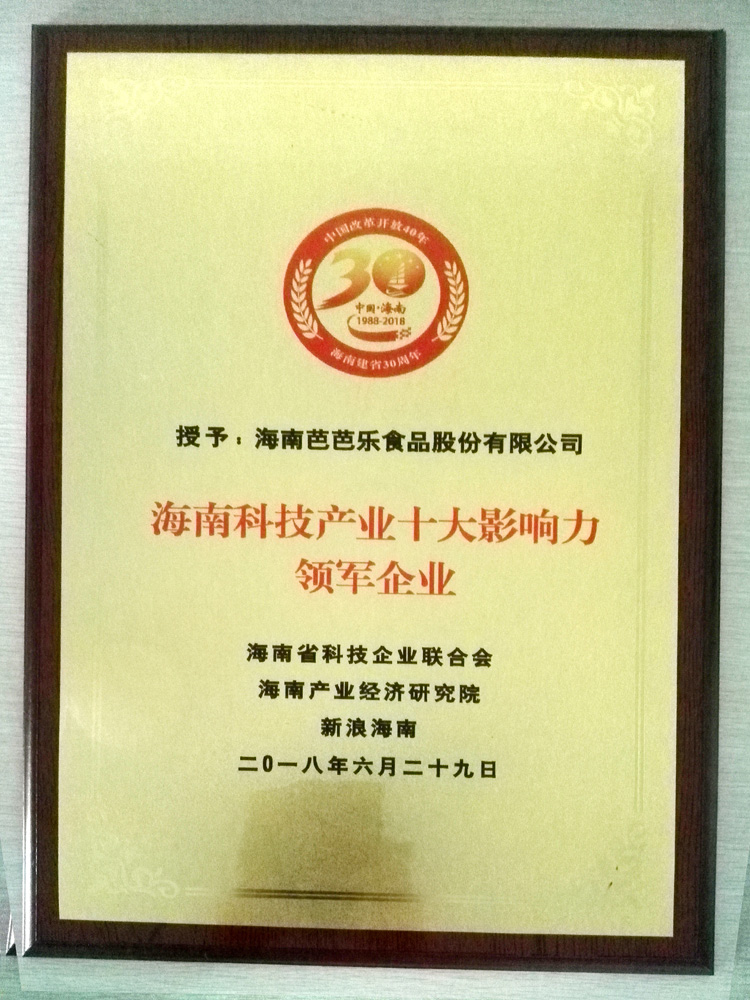 中国改革开放40年
30
中国·海南
1988-2018
海南建省30周年
授予：海南芭芭乐食品股份有限公司
海南科技产业十大影响力
领军企业
海南省科技企业联合会
海南产业经济研究院
新浪海南
二0一八年六月二十九日